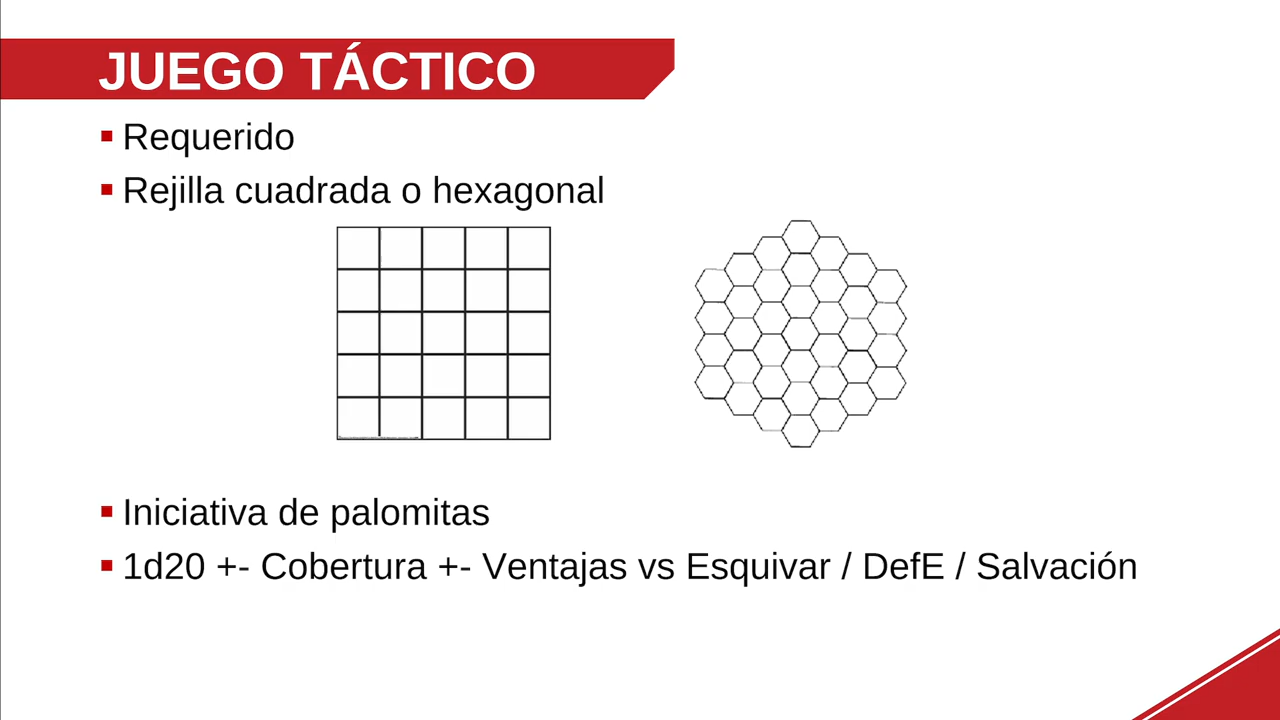 JUEGO TÁCTICO
Requerido
Rejilla cuadrada o hexagonal
Iniciativa de palomitas
1d20 +- Cobertura +- Ventajas vs Esquivar / DefE / Salvación